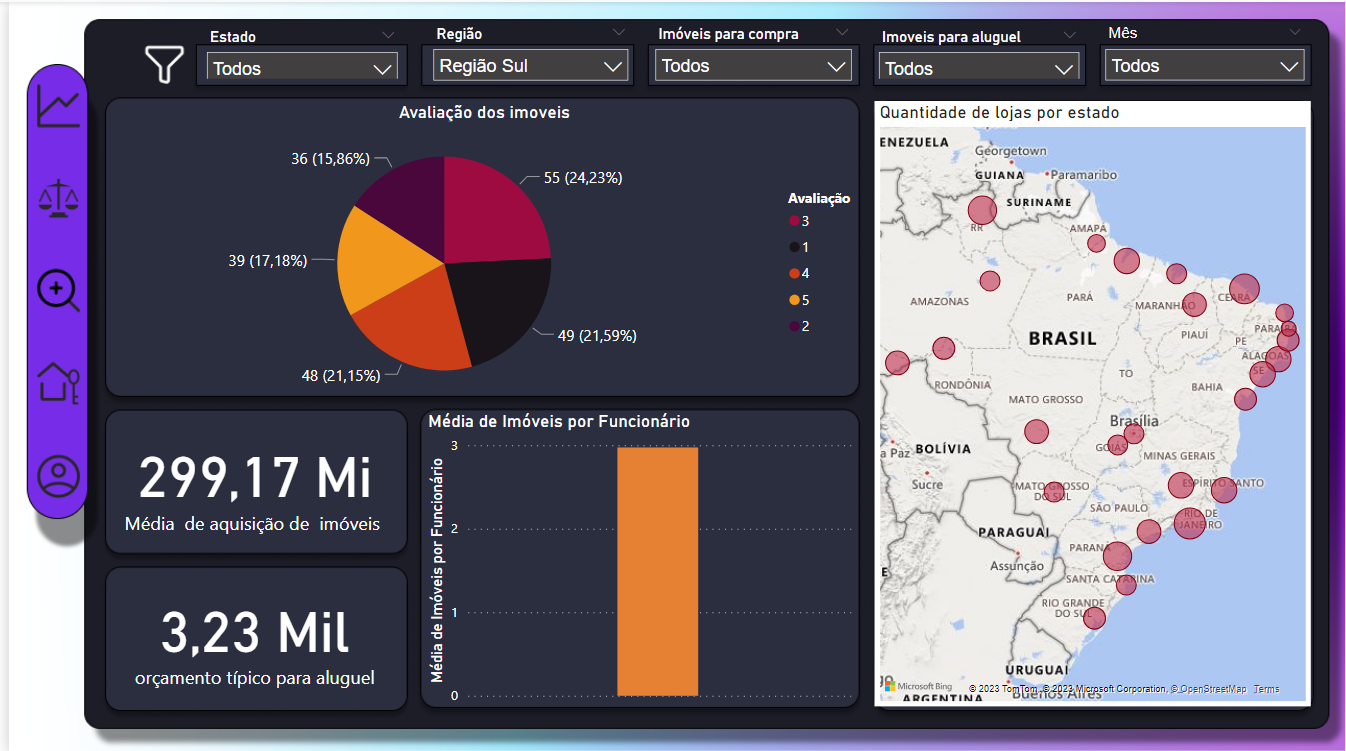 Estado
Região
Imóveis para compra
Imoveis para aluguel
Mês
Todos
Região Sul
Todos
Todos
Todos
Avaliação dos imoveis
36 (15,86%)
55 (24,23%)
39 (17,18%)
49 (21,59%)
48 (21,15%)
Avaliação
3
1
4
5
2
299,17 Mi
Média de aquisição de imóveis
3,23 Mil
orçamento típico para aluguel
Média de Imóveis por Funcionário
Média de Imóveis por Funcionário
3
2
1
0
Quantidade de lojas por estado
ENEZUELA
Georgetown
GUIANA
Paramaribo
SURINAME
RR
AMAPÁ
AMAZONAS
PARÁ
MARANHÃO
CEARÁ
BRASIL
PIAUÍ
PARAÍBA
PE
ALAGOAS
SE
TO
RONDÔNIA
BAHIA
MATO GROSSO
Brasília
GOIÁS
BOLÍVIA
a Paz
MINAS GERAIS
Sucre
MATO GROSSO
DO SUL
ESPÍRITO SANTO
SÃO PAULO
RIO DE
JANEIRO
PARAGUAI
PARANÁ
Assunção
SANTA CATARINA
RIO GRANDE
DO SUL
URUGUAI
Buenos Aires
ARGENTINA
Microsoft Bing
© 2023 TomTom, © 2023 Microsoft Corporation, © OpenStreetMap Terms